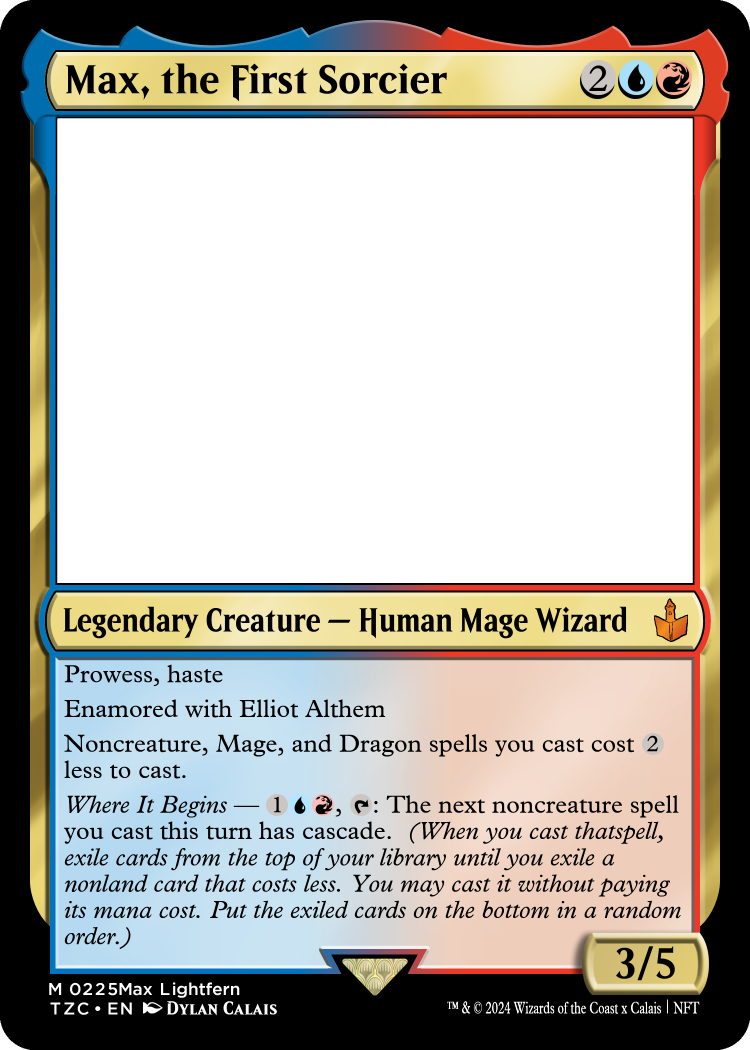 Max, the First Sorcier 2
Legendary Creature — Human Mage Wizard
Prowess, haste
Enamored with Elliot Althem
Noncreature, Mage, and Dragon spells you cast cost 2
less to cast.
Where It Begins — 1 , : The next noncreature spell
you cast this turn has cascade. (When you cast thatspell,
exile cards from the top of your library until you exile a
nonland card that costs less. You may cast it without paying
its mana cost. Put the exiled cards on the bottom in a random
order.)
3/5
M 0225Max Lightfern
TZC • EN Dylan Calais
™ & © 2024 Wizards of the Coast x Calais | NFT